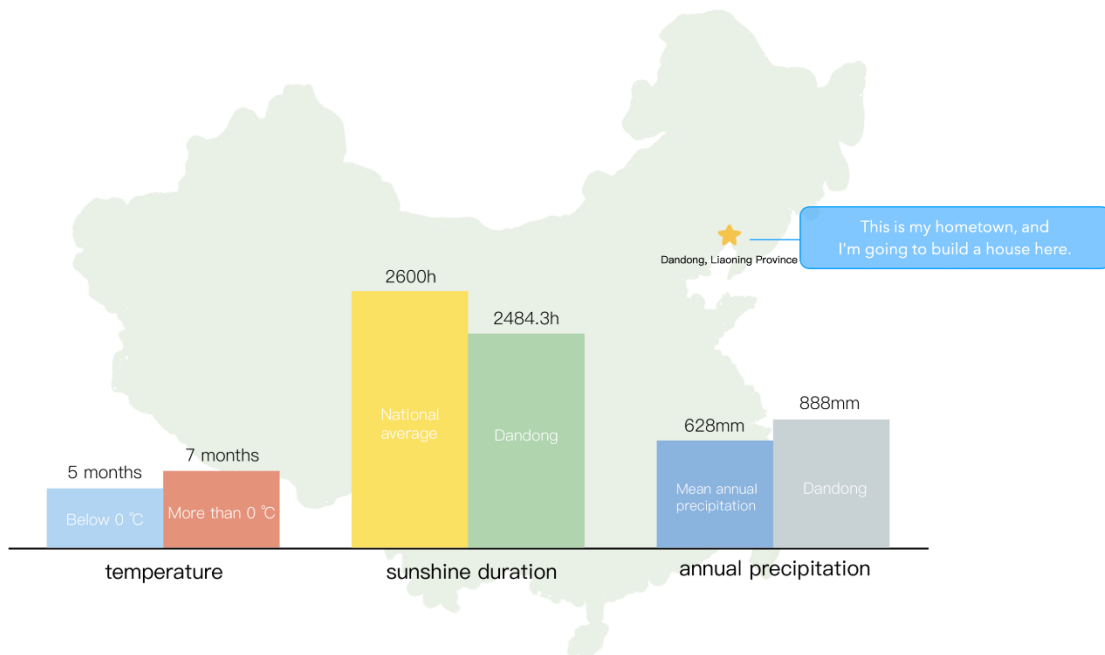 This is my hometown, and
I'm going to build a house here.
Dandong, Liaoning Province
2600h
2484.3h
National
average
Dandong
888mm
628mm
Mean annual
precipitation
Dandong
7 months
5 months
Below 0 ℃
More than 0 ℃
temperature
sunshine duration
annual precipitation